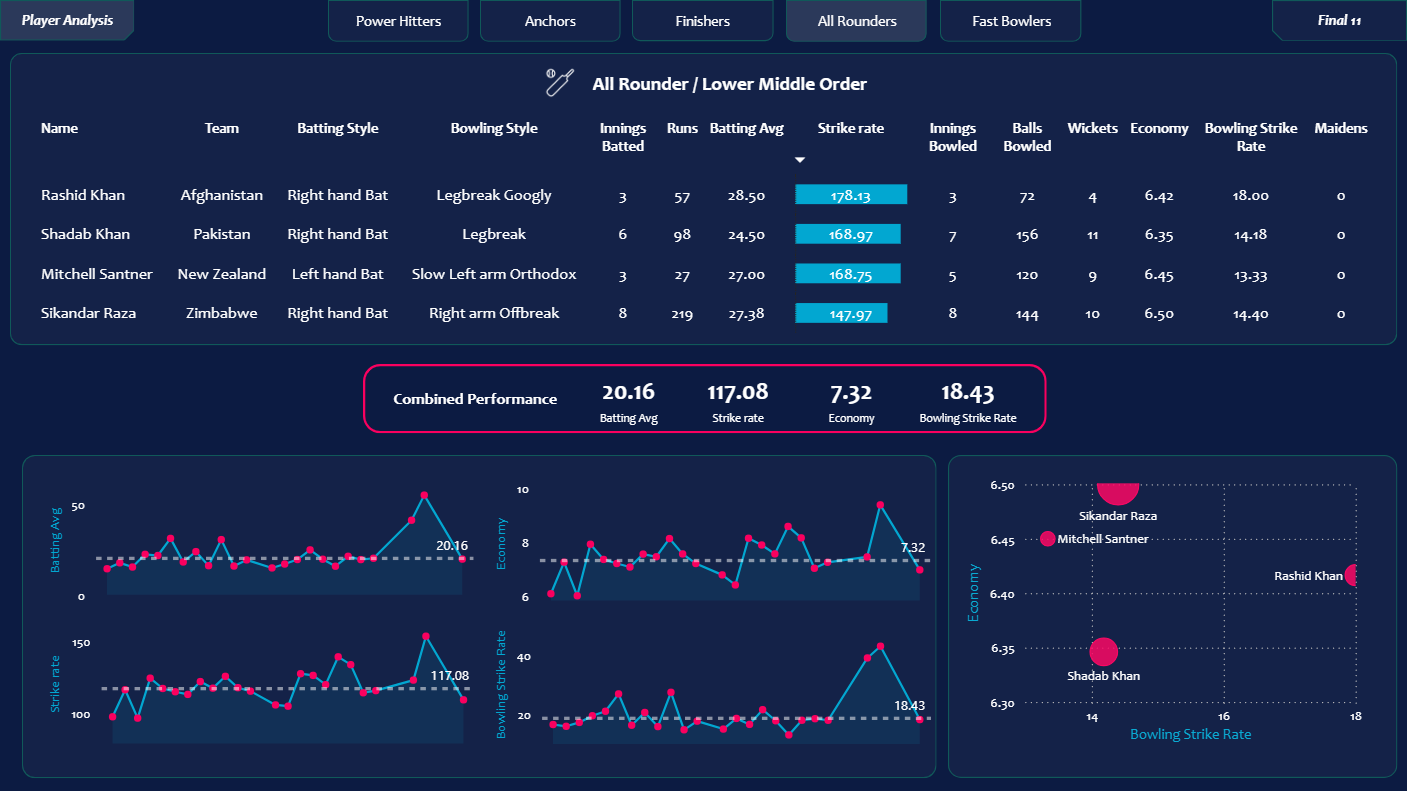 Player Analysis
Power Hitters
Anchors
Finishers
All Rounders
Fast Bowlers
Final 11
All Rounder / Lower Middle Order
Name Team Batting Style Bowling Style Innings Batted Runs Batting Avg Strike rate Innings Bowled Balls Bowled Wickets Economy Bowling Strike Rate Maidens
Rashid Khan Afghanistan Right hand Bat Legbreak Googly 3 57 28.50 178.13 3 72 4 6.42 18.00 0
Shadab Khan Pakistan Right hand Bat Legbreak 6 98 24.50 168.97 7 156 11 6.35 14.18 0
Mitchell Santner New Zealand Left hand Bat Slow Left arm Orthodox 3 27 27.00 168.75 5 120 9 6.45 13.33 0
Sikandar Raza Zimbabwe Right hand Bat Right arm Offbreak 8 219 27.38 147.97 8 144 10 6.50 14.40 0
Combined Performance
20.16 117.08 7.32 18.43
Batting Avg Strike rate Economy Bowling Strike Rate
Batting Avg
50
0
20.16
Economy
10
8
6
7.32
Strike rate
150
100
117.08
Bowling Strike Rate
40
20
18.43
Economy
6.50
6.45
6.40
6.35
6.30
Sikandar Raza
Mitchell Santner
Rashid Khan
Shadab Khan
14 16 18
Bowling Strike Rate